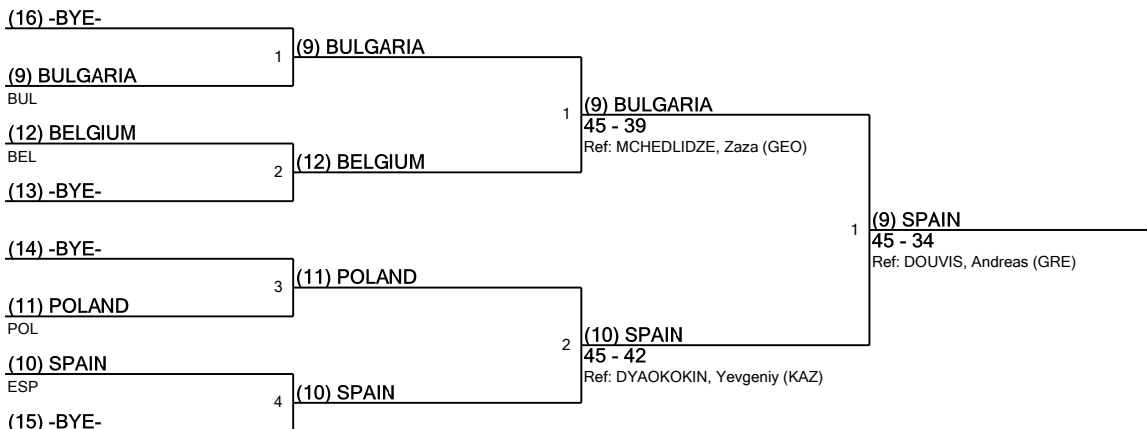 (16) -BYE-
1
(9) BULGARIA
(9) BULGARIA
BUL
1
(9) BULGARIA
45 - 39
Ref: MCHEDLIDZE, Zaza (GEO)
(12) BELGIUM
BEL
2
(12) BELGIUM
(13) -BYE-
1
(9) SPAIN
45 - 34
Ref: DOUVIS, Andreas (GRE)
(14) -BYE-
3
(11) POLAND
(11) POLAND
POL
2
(10) SPAIN
45 - 42
Ref: DYAOKOKIN, Yevgeniy (KAZ)
(10) SPAIN
ESP
4
(10) SPAIN
(15) -BYE-